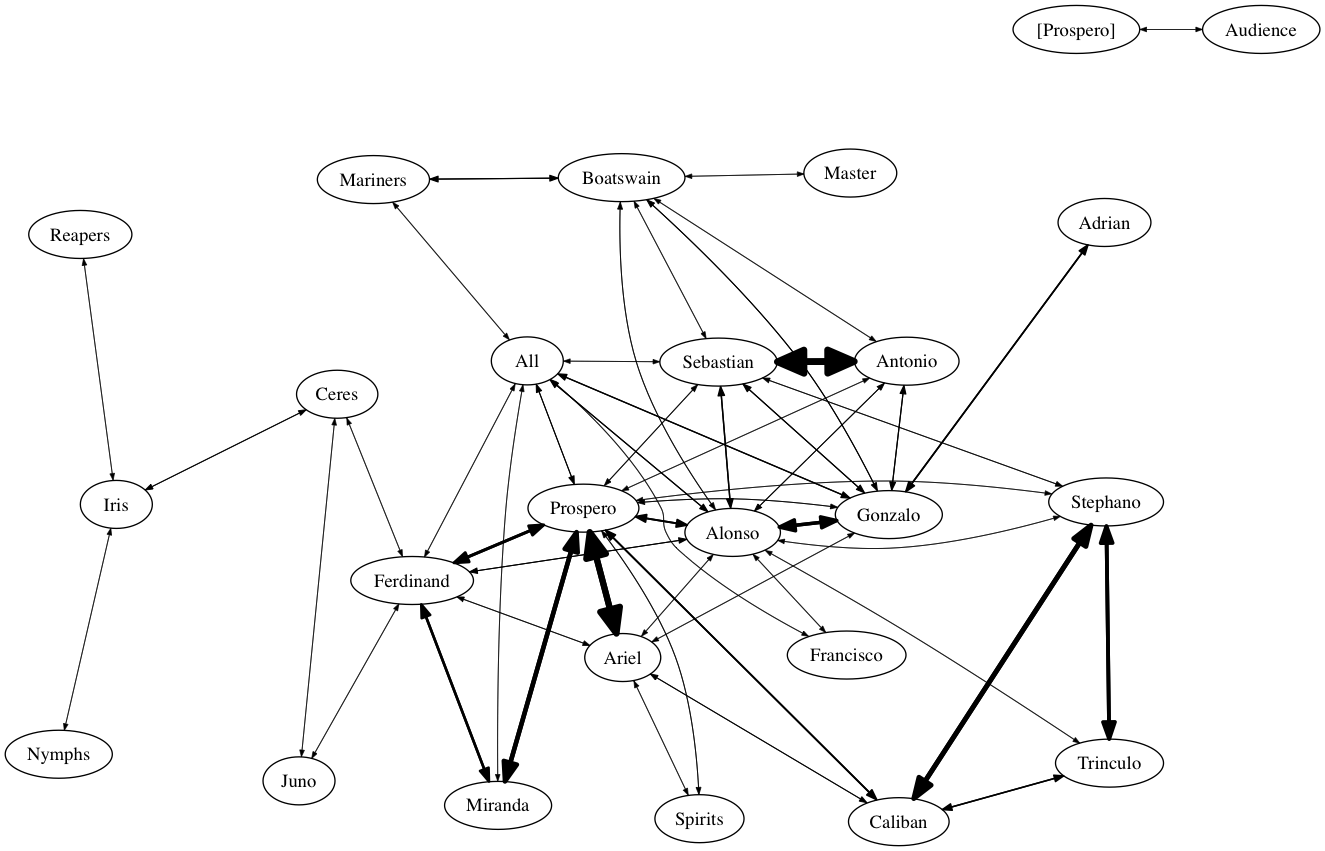 [Prospero]
Audience
Mariners
Boatswain
Master
Reapers
Adrian
All
Sebastian
Antonio
Ceres
Iris
Prospero
Alonso
Gonzalo
Stephano
Ferdinand
Ariel
Francisco
Nymphs
Juno
Miranda
Spirits
Caliban
Trinculo